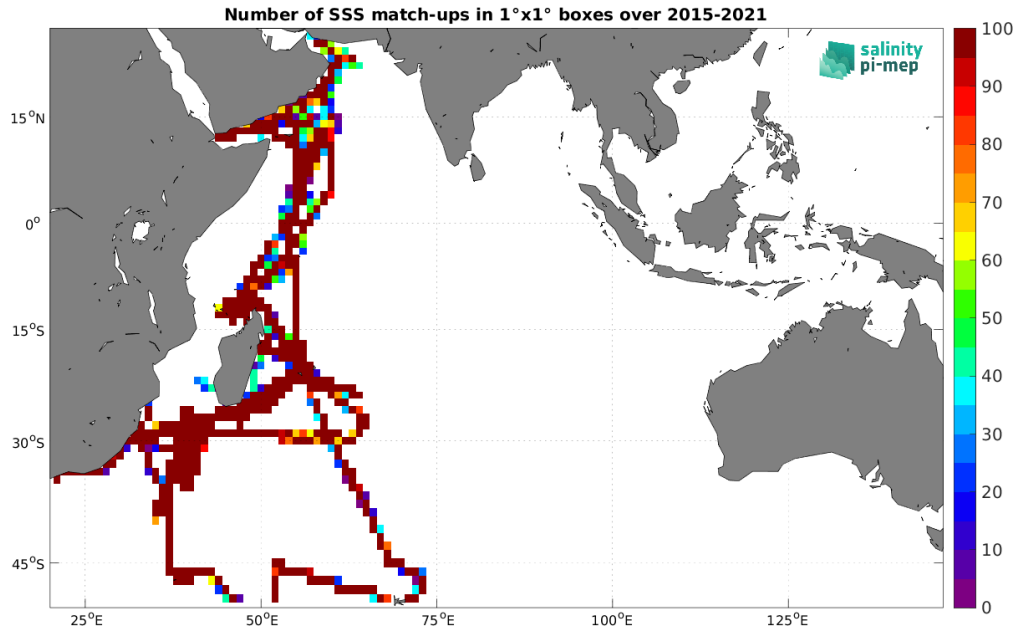 Number of SSS match-ups in 1°x1° boxes over 2015-2021
salinity
pi-mep
15°N
0°
15°S
30°S
45°S
25°E
50°E
75°E
100°E
125°E
100
90
80
70
60
50
40
30
20
10
0